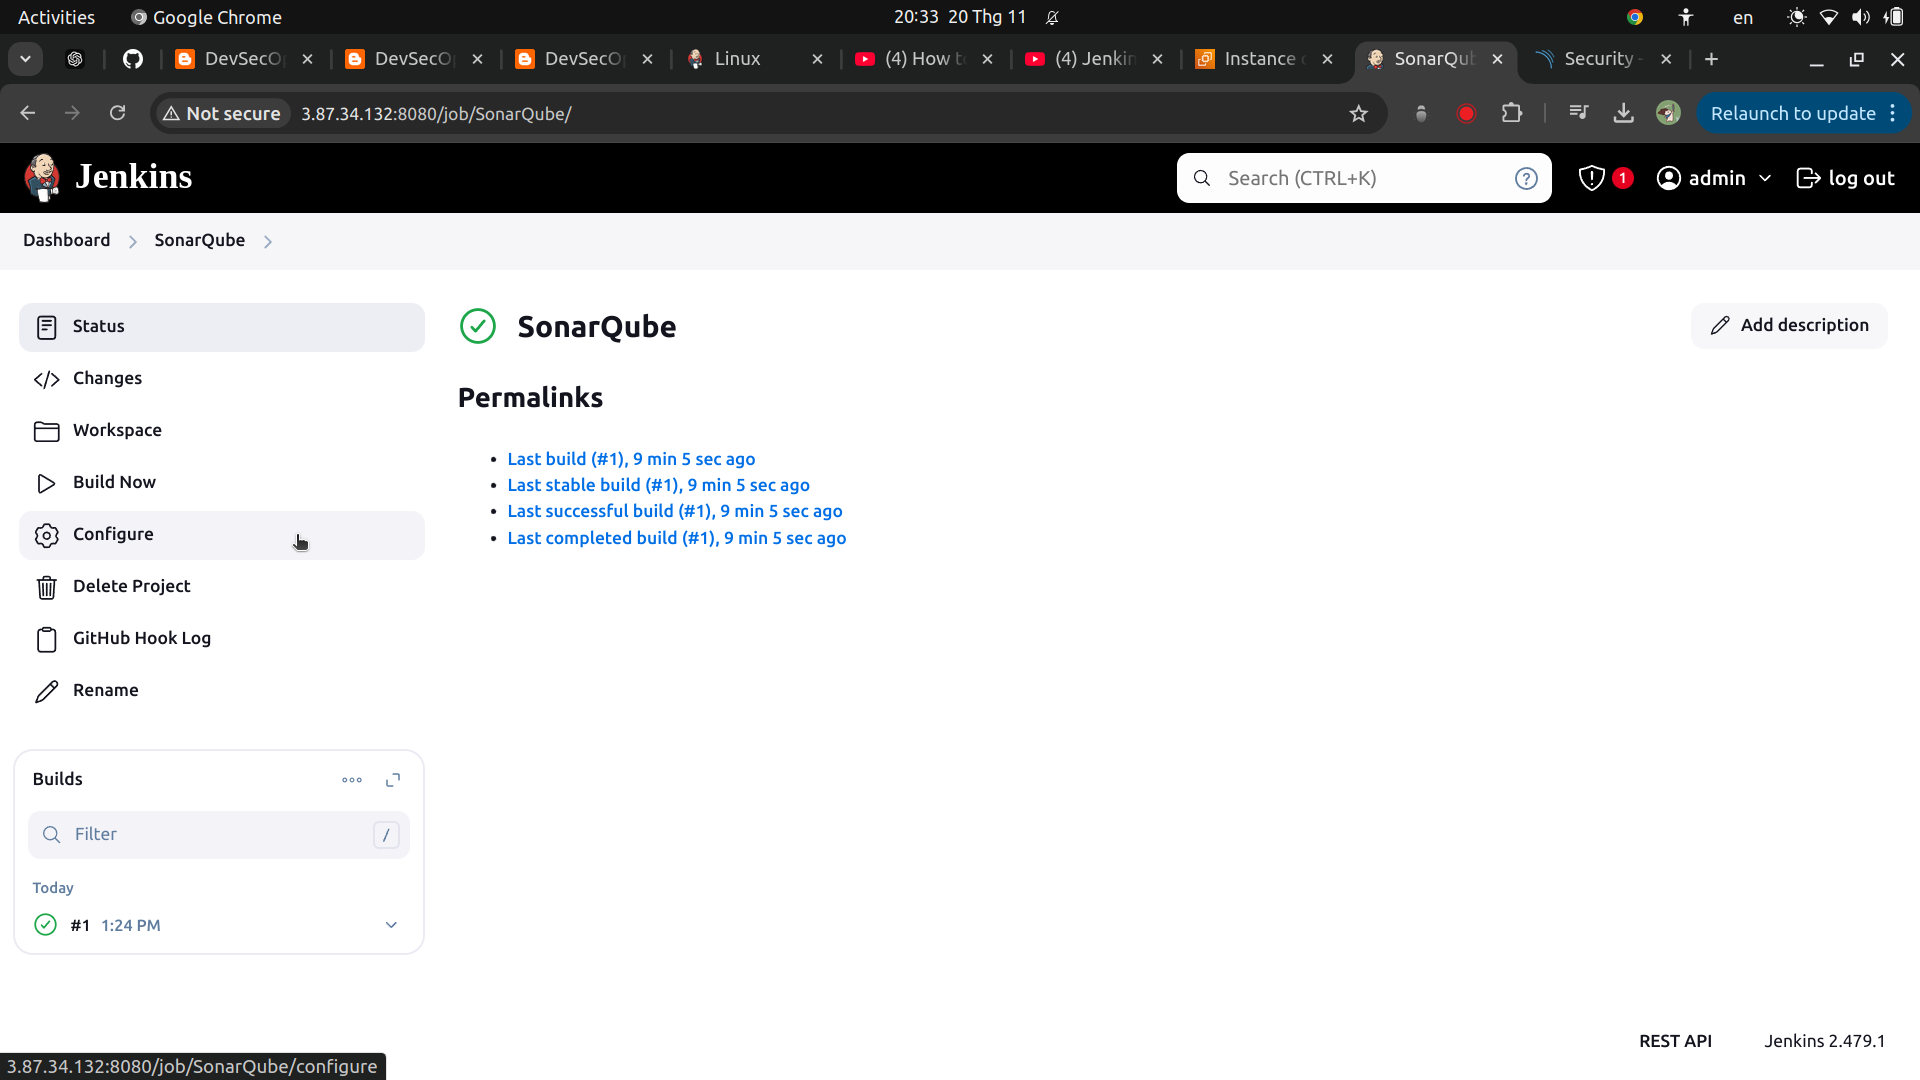 Activities
Google Chrome
20:33 20 Thg 11
en
DevSecO
DevSecO
DevSecO
Linux
(4) How t
(4) Jenkin
Instance
SonarQu
Security
Not secure
3.87.34.132:8080/job/SonarQube/
Relaunch to update
Jenkins
Search (CTRL+K)
?
1
admin
log out
Dashboard
SonarQube
Status
Changes
Workspace
Build Now
Configure
Delete Project
GitHub Hook Log
Rename
SonarQube
Add description
Permalinks
Last build (#1), 9 min 5 sec ago
Last stable build (#1), 9 min 5 sec ago
Last successful build (#1), 9 min 5 sec ago
Last completed build (#1), 9 min 5 sec ago
Builds
Filter
/
Today
#1 1:24 PM
REST API
Jenkins 2.479.1
3.87.34.132:8080/job/SonarQube/configure